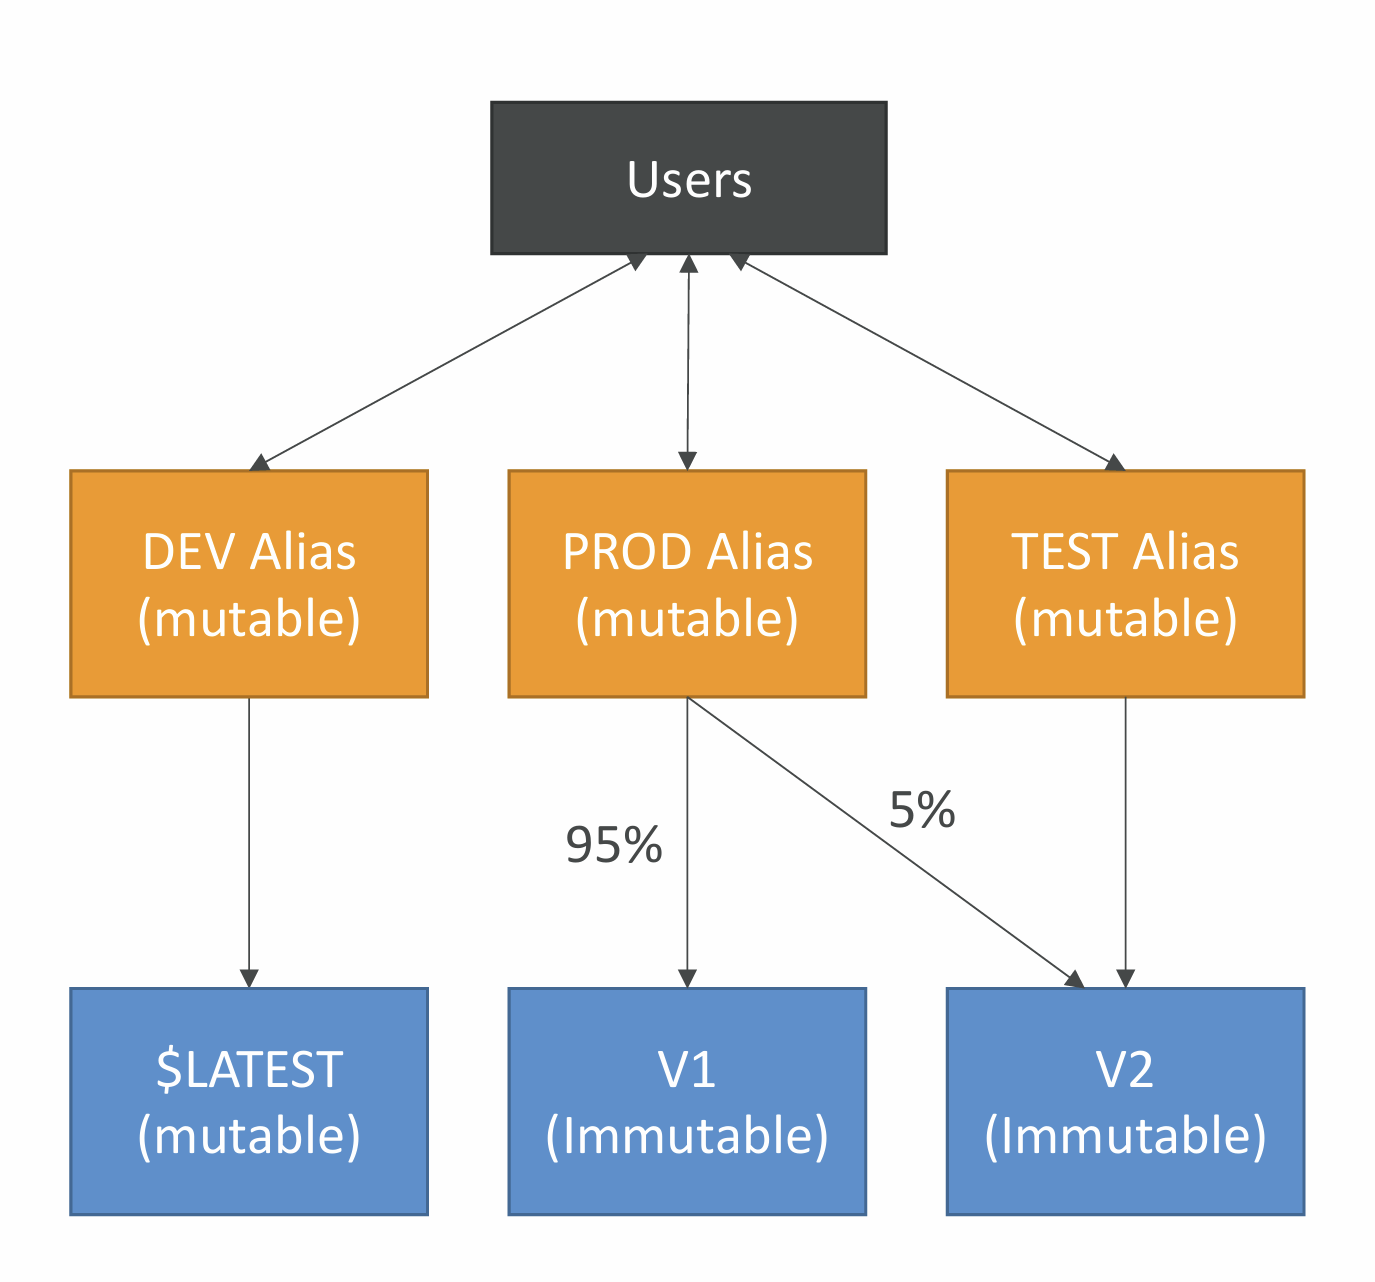 Users
DEV Alias
(mutable)
PROD Alias
(mutable)
TEST Alias
(mutable)
95%
5%
$LATEST
(mutable)
V1
(Immutable)
V2
(Immutable)